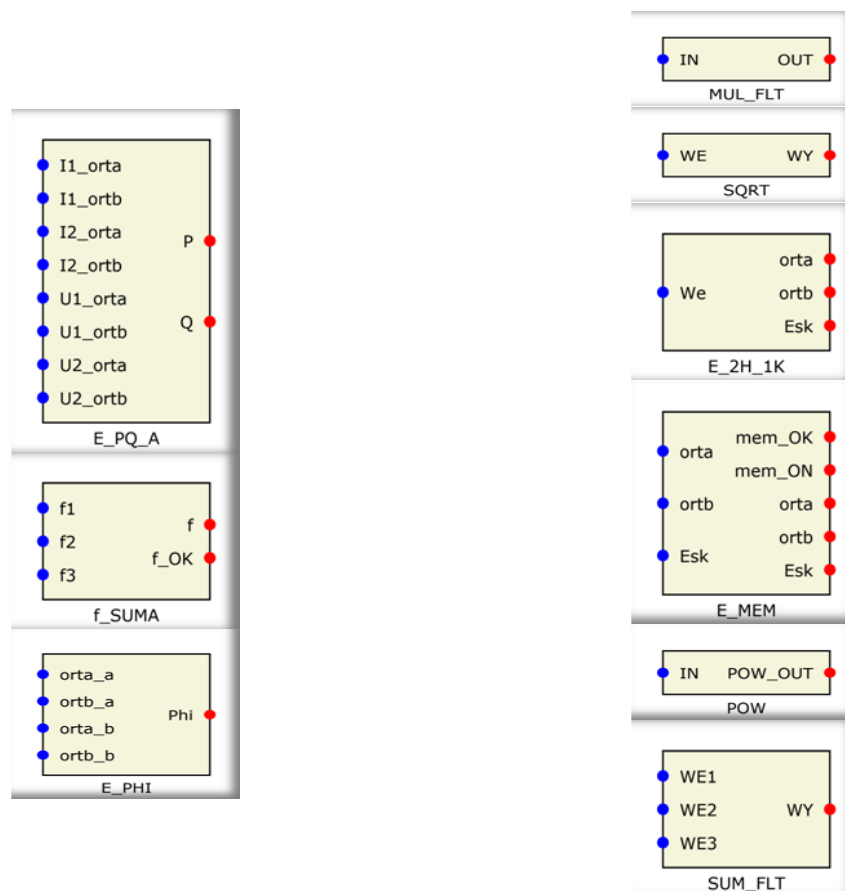 I1_orta
I1_ortb
I2_orta
P
I2_ortb
U1_orta
Q
U1_ortb
U2_orta
U2_ortb
E_PQ_A
f1
f
f2
f_OK
f3
f_SUMA
orta_a
ortb_a
Phi
orta_b
ortb_b
E_PHI
IN OUT
MUL_FLT
WE WY
SQRT
orta
We ortb
Esk
E_2H_1K
mem_OK
orta
mem_ON
ortb orta
ortb
Esk
Esk
E_MEM
IN POW_OUT
POW
WE1
WE2 WY
WE3
SUM_FLT